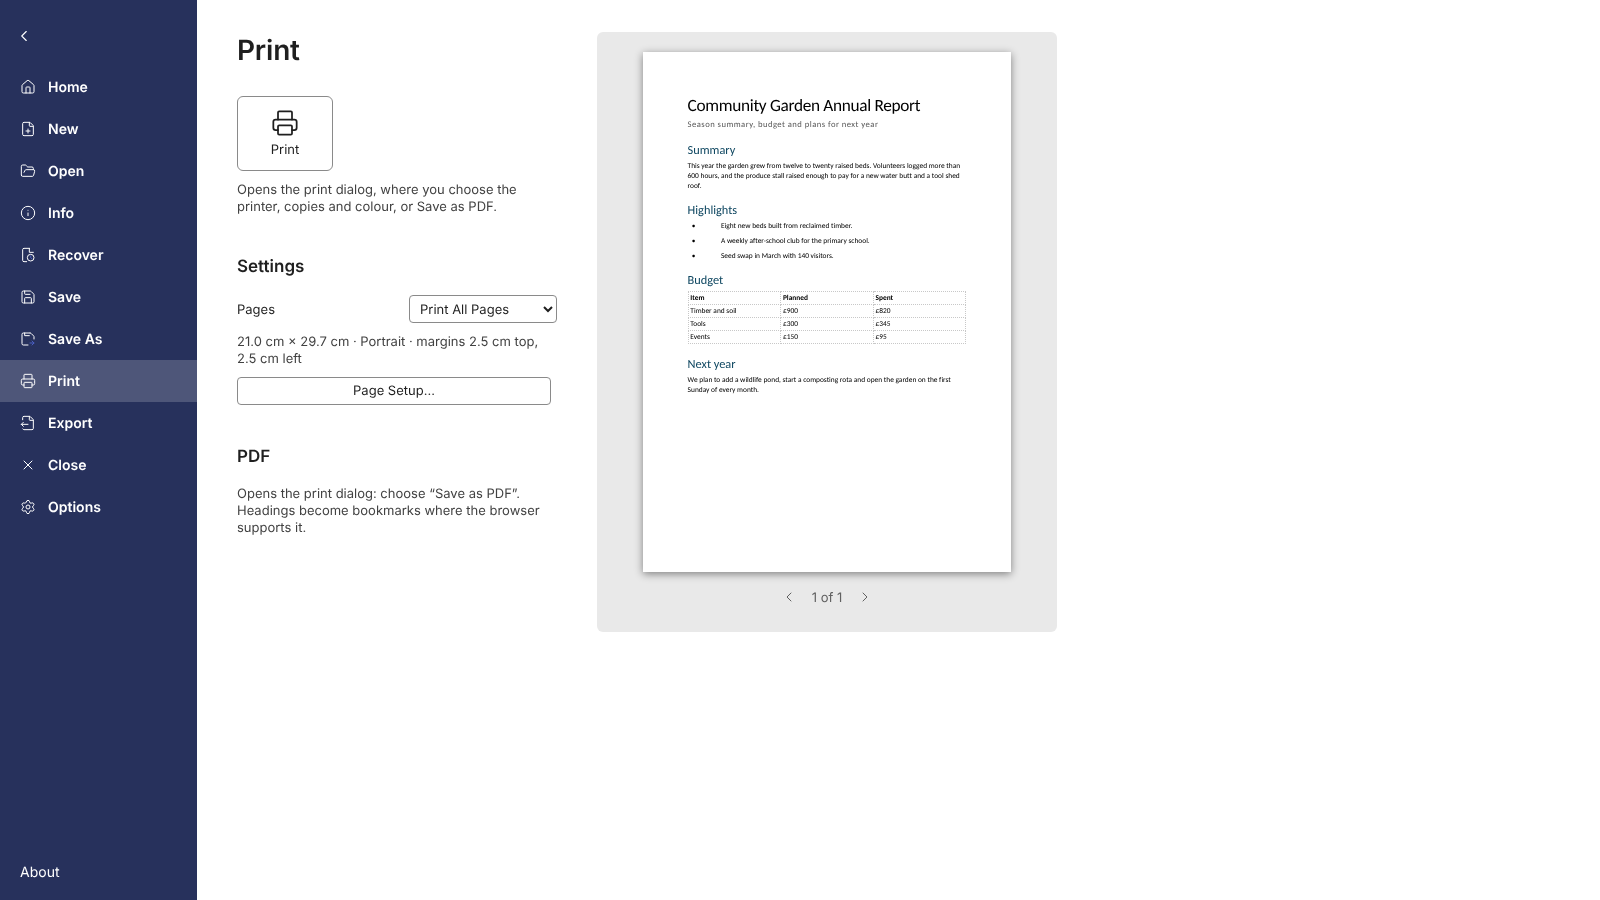 Home
New
Open
Info
Recover
Save
Save As
Print
Export
Close
Options
About
Print
Print
Opens the print dialog, where you choose the
printer, copies and colour, or Save as PDF.
Settings
Pages
Print All Pages
21.0 cm × 29.7 cm · Portrait · margins 2.5 cm top,
2.5 cm left
Page Setup...
PDF
Opens the print dialog: choose “Save as PDF”.
Headings become bookmarks where the browser
supports it.
Community Garden Annual Report
Season summary, budget and plans for next year
Summary
This year the garden grew from twelve to twenty raised beds. Volunteers logged more than
600 hours, and the produce stall raised enough to pay for a new water butt and a tool shed
roof.
Highlights
• Eight new beds built from reclaimed timber.
• A weekly after-school club for the primary school.
• Seed swap in March with 140 visitors.
Budget
Item Planned Spent
Timber and soil £900 £820
Tools £300 £345
Events £150 £95
Next year
We plan to add a wildlife pond, start a composting rota and open the garden on the first
Sunday of every month.
1 of 1